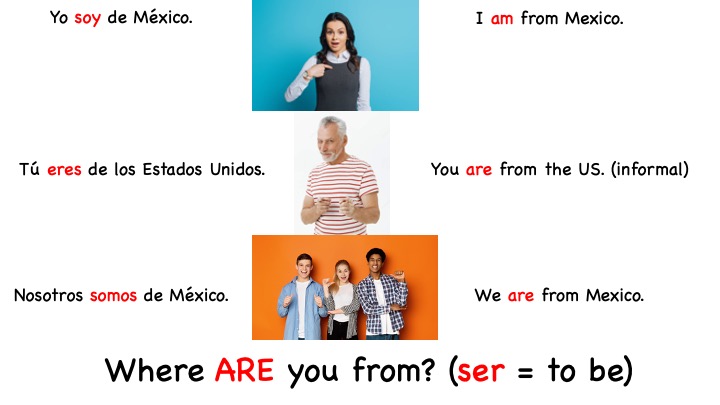 Yo soy de México.
I am from Mexico.
Tú eres de los Estados Unidos.
You are from the US. (informal)
Nosotros somos de México.
We are from Mexico.
Where ARE you from? (ser = to be)